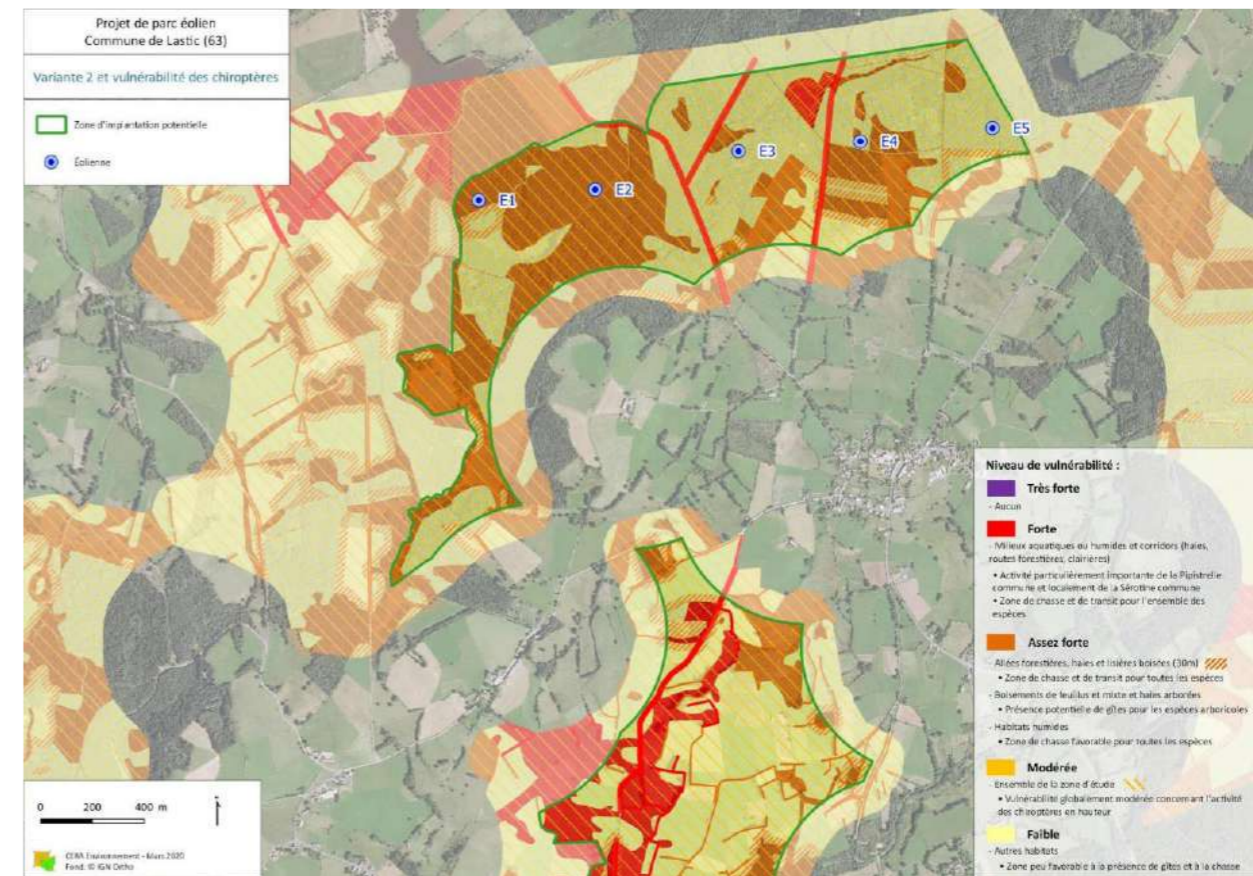 Projet de parc éolien
Commune de Lastic (63)
Variante 2 et vulnérabilité des chiroptères
Zone d'implantation potentielle
Éolienne
E1
E2
E3
E4
E5
Niveau de vulnérabilité :
Très forte
- Aucun
Forte
- Milieux aquatiques ou humides et corridors (haies,
routes forestières, clairières)
• Activité particulièrement importante de la Pipistrelle
commune et localement de la Sérotine commune
• Zone de chasse et de transit pour l'ensemble des
espèces
Assez forte
- Allées forestières, haies et lisières boisées (30m)
• Zone de chasse et de transit pour toutes les espèces
- Boisements de feuillus et mixte et haies arborées
• Présence potentielle de gîtes pour les espèces arboricoles
- Habitats humides
• Zone de chasse favorable pour toutes les espèces
Modérée
- Ensemble de la zone d'étude
• Vulnérabilité globalement modérée concernant l'activité
des chiroptères en hauteur
Faible
- Autres habitats
• Zone peu favorable à la présence de gîtes et à la chasse
0 200 400 m
CERA Environnement - Mars 2020
Fond: © IGN Ortho